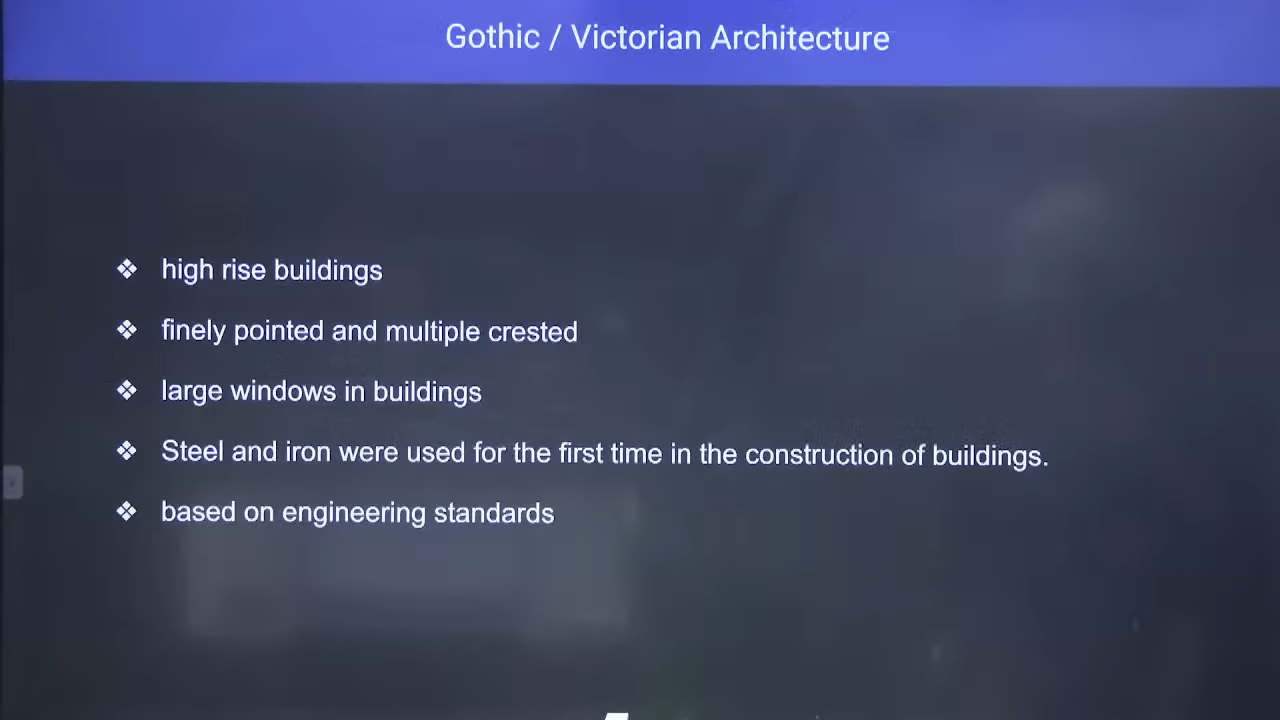 Gothic / Victorian Architecture
❖ high rise buildings
❖ finely pointed and multiple crested
❖ large windows in buildings
❖ Steel and iron were used for the first time in the construction of buildings.
❖ based on engineering standards